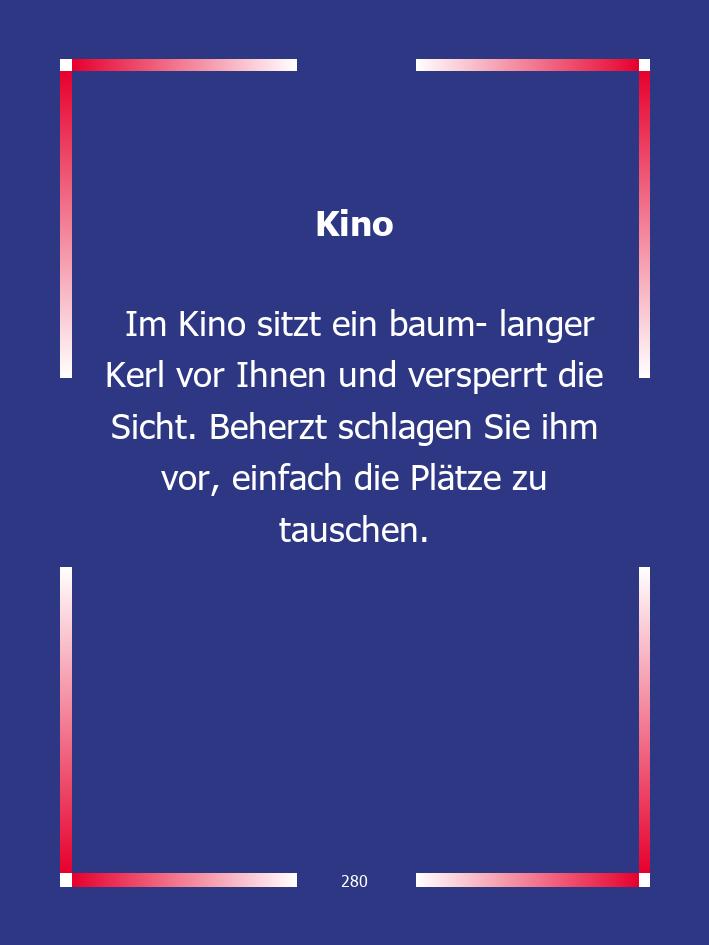 Kino
Im Kino sitzt ein baum- langer
Kerl vor Ihnen und versperrt die
Sicht. Beherzt schlagen Sie ihm
vor, einfach die Plätze zu
tauschen.
280